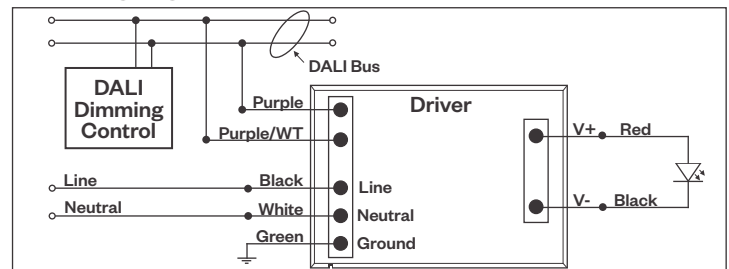 DALI Bus
DALI
Dimming
Control
Driver
Purple
Purple/WT
V+ Red
Line Black Line
V- Black
Neutral White Neutral
Green Ground